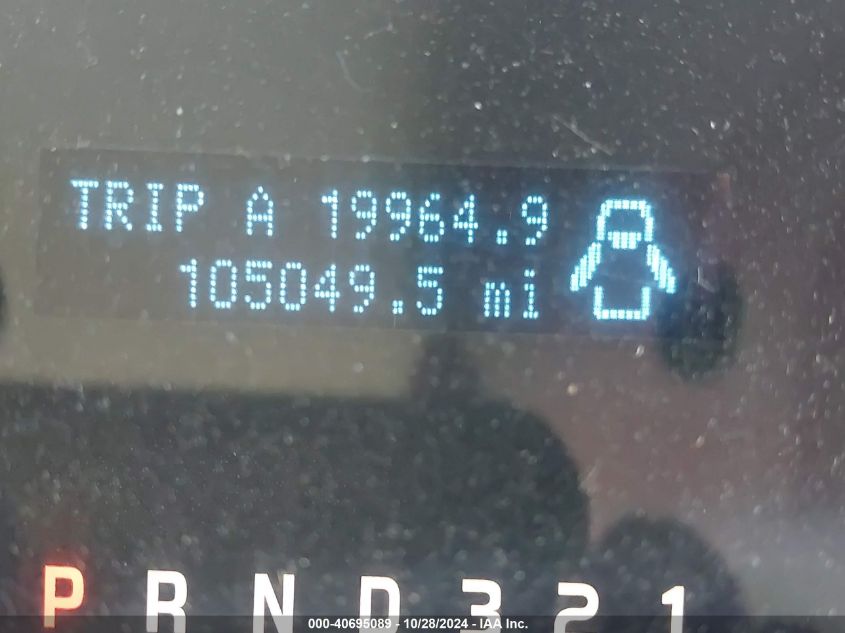 TRIP A 19964.9
105049.5 mi
P R N D 3 2 1
000-40695089 - 10/28/2024 - IAA Inc.